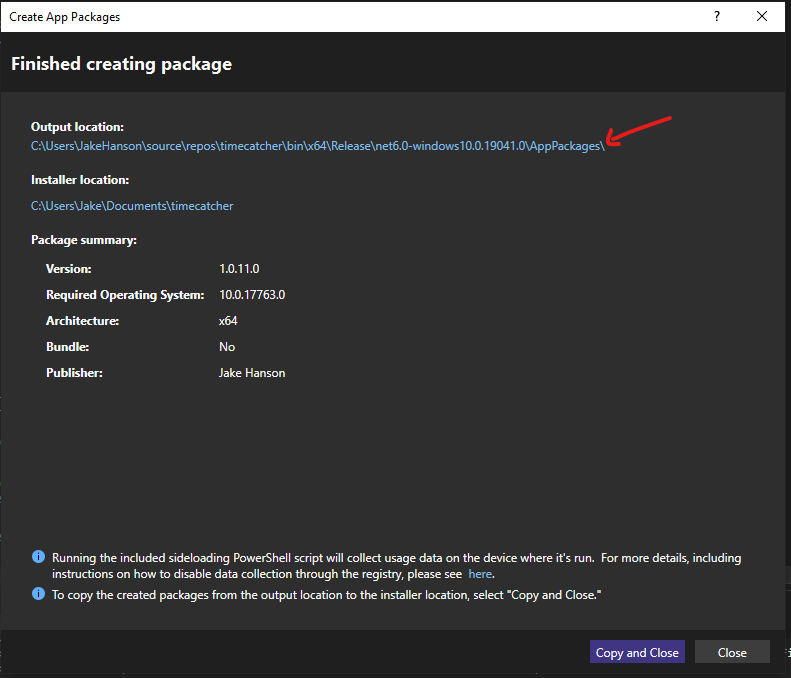 Create App Packages
?
Finished creating package
Output location:
C:\Users\JakeHanson\source\repos\timecatcher\bin\x64\Release\net6.0-windows10.0.19041.0\AppPackages\
Installer location:
C:\Users\Jake\Documents\timecatcher
Package summary:
Version: 1.0.11.0
Required Operating System: 10.0.17763.0
Architecture: x64
Bundle: No
Publisher: Jake Hanson
Running the included sideloading PowerShell script will collect usage data on the device where it's run. For more details, including
instructions on how to disable data collection through the registry, please see here.
To copy the created packages from the output location to the installer location, select "Copy and Close."
Copy and Close Close